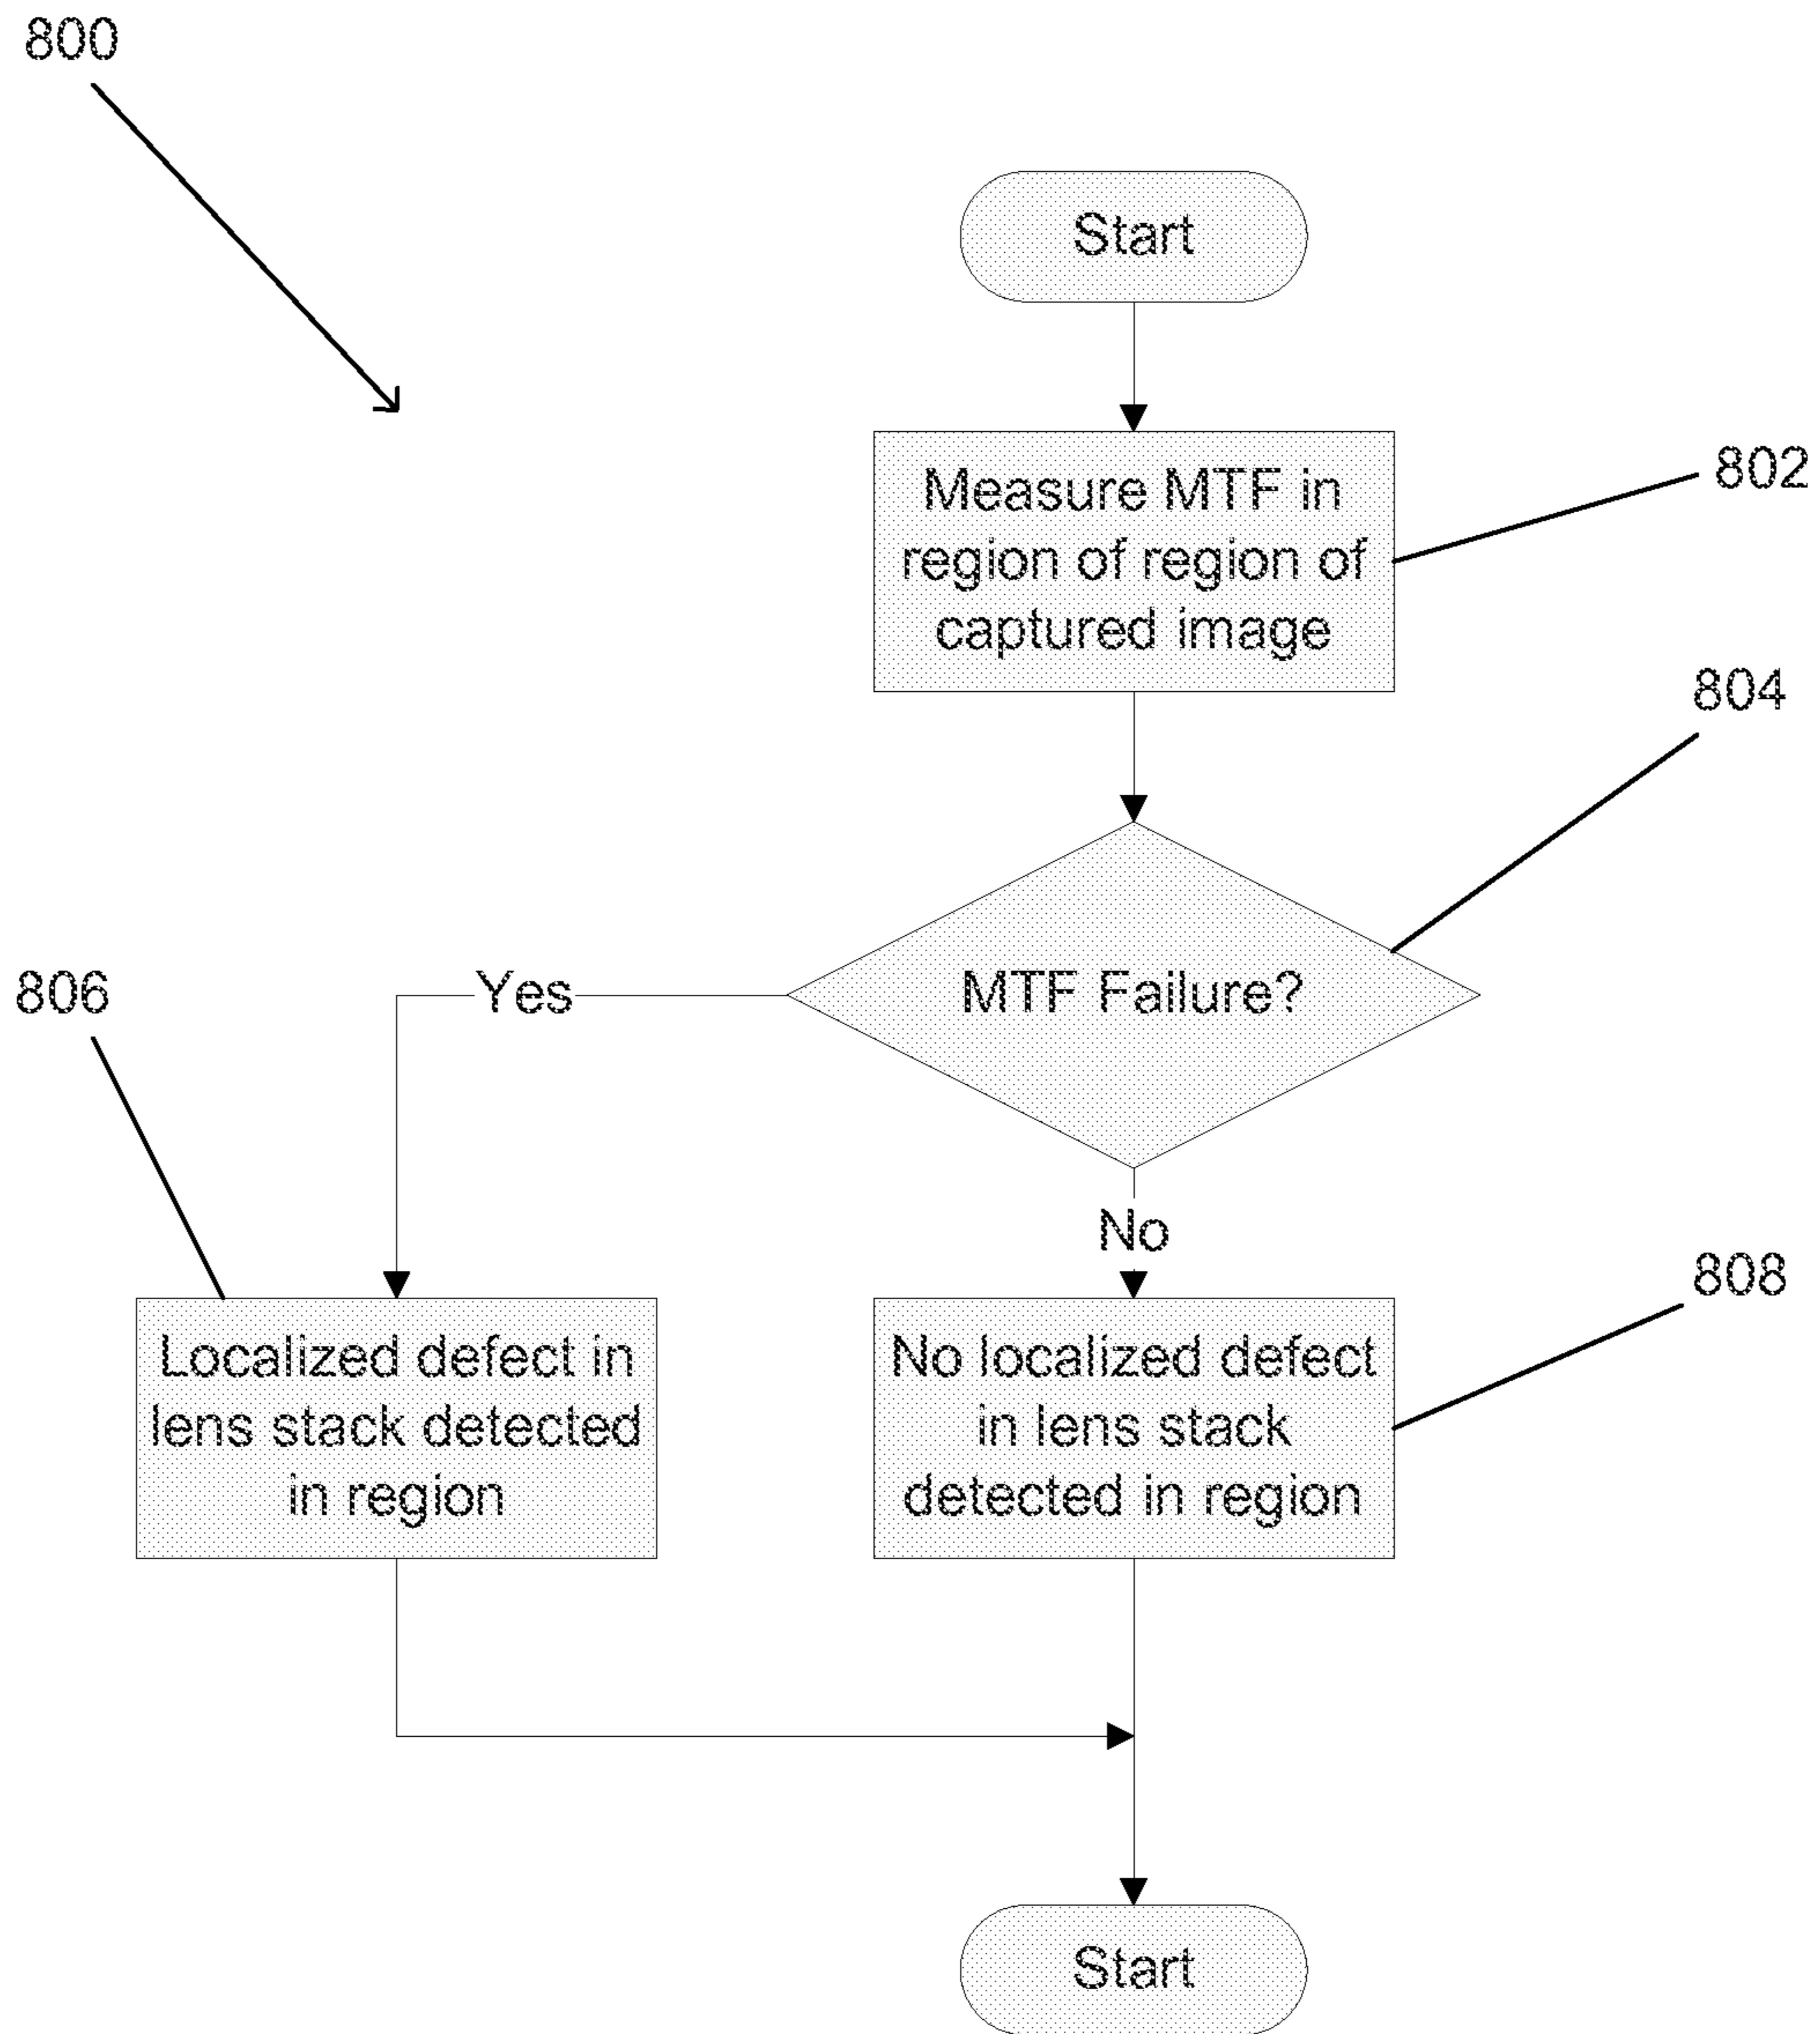 800
Start
Measure MTF in
region of region of
captured image
802
804
MTF Failure?
Yes
806
No
808
Localized defect in
lens stack detected
in region
No localized defect
in lens stack
detected in region
Start